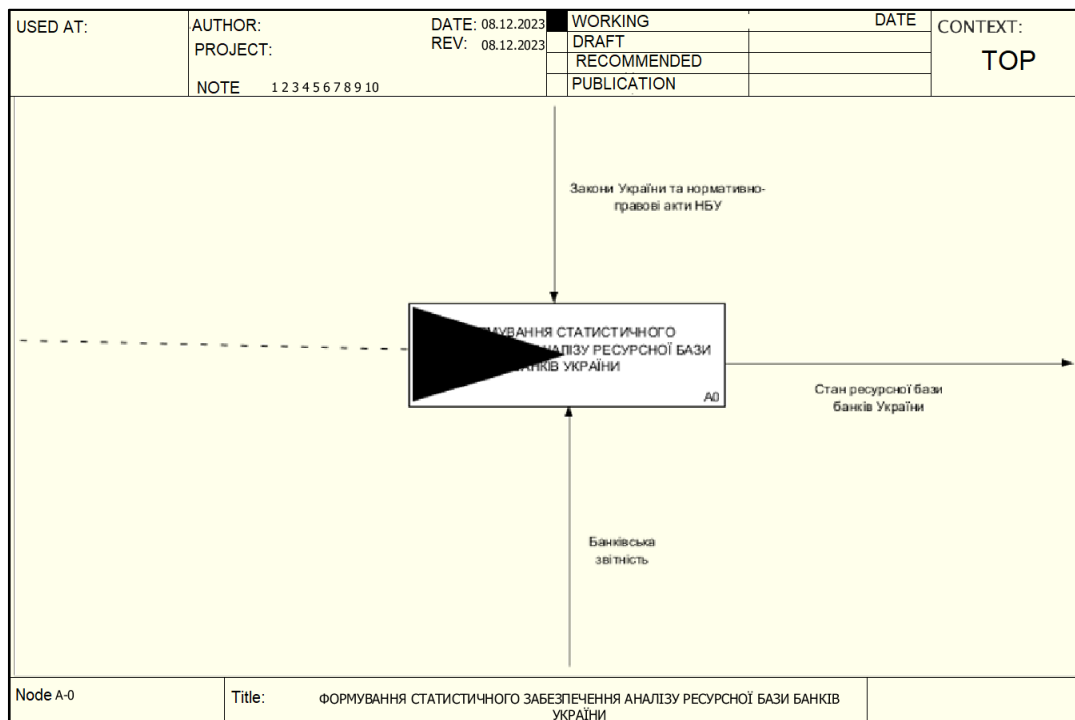 USED AT:
AUTHOR:
DATE: 08.12.2023
PROJECT:
REV: 08.12.2023
NOTE 1 2 3 4 5 6 7 8 9 10
WORKING
DATE
DRAFT
RECOMMENDED
PUBLICATION
CONTEXT:
TOP
Закони України та нормативно-
правові акти НБУ
СТАТИСТИЧНОГО
РЕСУРСНОЇ БАЗИ
УКРАЇНИ
A0
Стан ресурсної бази
банків України
Банківська
звітність
Node A-0
Title:
ФОРМУВАННЯ СТАТИСТИЧНОГО ЗАБЕЗПЕЧЕННЯ АНАЛІЗУ РЕСУРСНОЇ БАЗИ БАНКІВ
УКРАЇНИ